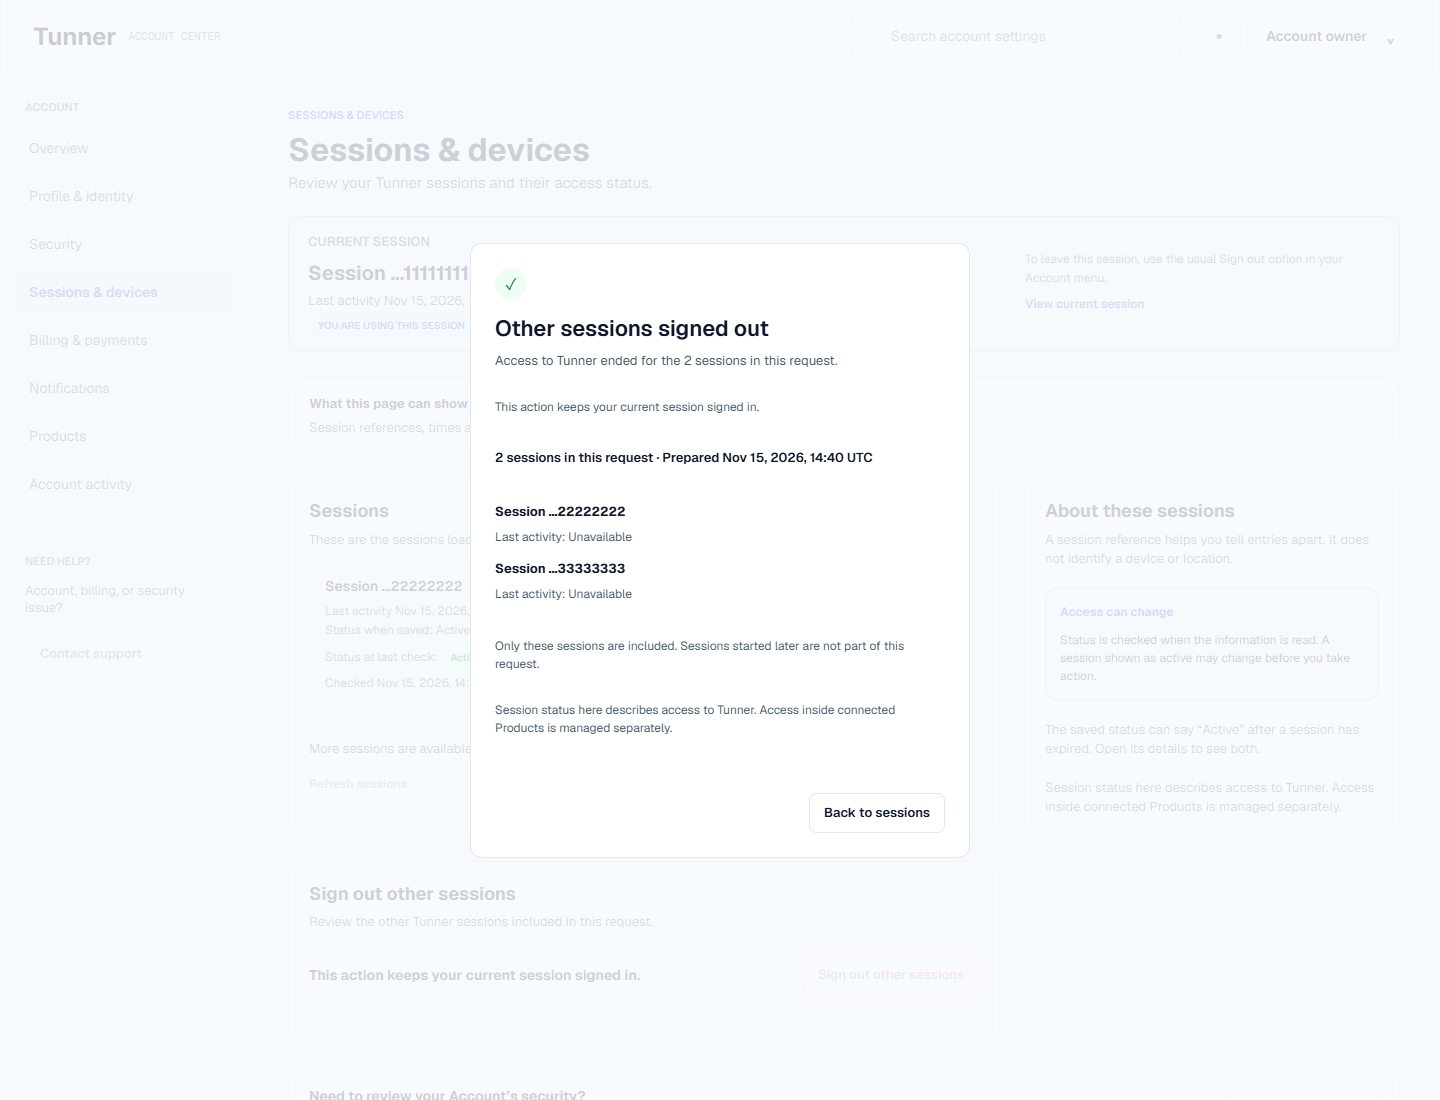 Tunner ACCOUNT CENTER
Search account settings
Account owner
ACCOUNT
Overview
Profile & identity
Security
Sessions & devices
Billing & payments
Notifications
Products
Account activity
NEED HELP?
Account, billing, or security
issue?
Contact support
SESSIONS & DEVICES
Sessions & devices
Review your Tunner sessions and their access status.
CURRENT SESSION
Session …11111111
Last activity Nov 15, 2026,
YOU ARE USING THIS SESSION
To leave this session, use the usual Sign out option in your
Account menu.
View current session
What this page can show
Session references, times
Sessions
These are the sessions
Session …22222222
Last activity Nov 15, 2026.
Status when saved: Active
Status at last check:
Checked Nov 15, 2026,
More sessions are available
Refresh sessions
About these sessions
A session reference helps you tell entries apart. It does
not identify a device or location.
Access can change
Status is checked when the information is read. A
session shown as active may change before you take
action.
The saved status can say “Active” after a session has
expired. Open its details to see both.
Session status here describes access to Tunner. Access
inside connected Products is managed separately.
Other sessions signed out
Access to Tunner ended for the 2 sessions in this request.
This action keeps your current session signed in.
2 sessions in this request · Prepared Nov 15, 2026, 14:40 UTC
Session …22222222
Last activity: Unavailable
Session …33333333
Last activity: Unavailable
Only these sessions are included. Sessions started later are not part of this
request.
Session status here describes access to Tunner. Access inside connected
Products is managed separately.
Back to sessions
Sign out other sessions
Review the other Tunner sessions included in this request.
This action keeps your current session signed in.
Sign out other sessions
Need to review your Account’s security?